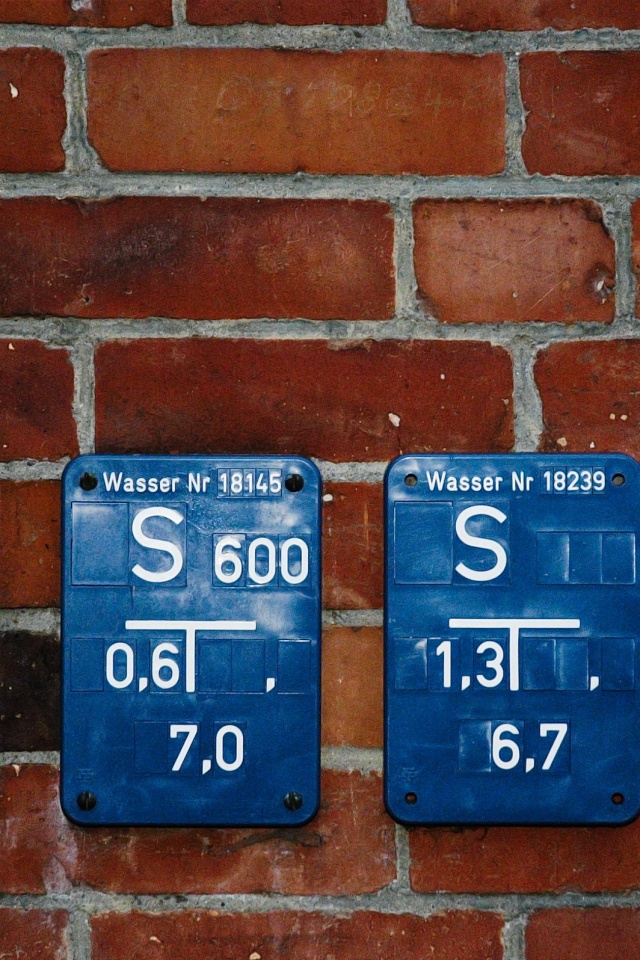 Wasser Nr 18145
S 600
0,6 ,
7,0
Wasser Nr 18239
S
1,3 ,
6,7